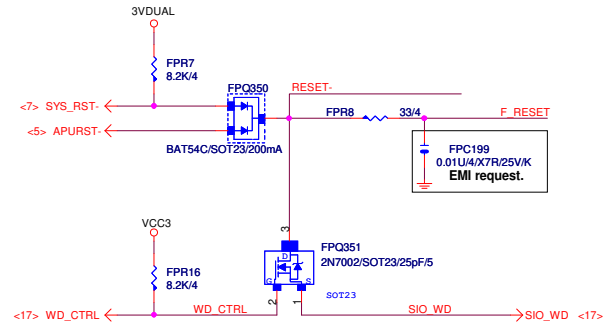 3VDUAL
FPR7
8.2K/4
FPQ350
RESET-
<7> SYS_RST-
FPR8
33/4
F_RESET
<5> APURST-
BAT54C/SOT23/200mA
FPC199
0.01U/4/X7R/25V/K
EMI request.
VCC3
3
FPQ351
2N7002/SOT23/25pF/5
D
FPR16
8.2K/4
G
S
SOT23
2
1
<17> WD_CTRL
WD_CTRL
SIO_WD
SIO_WD <17>